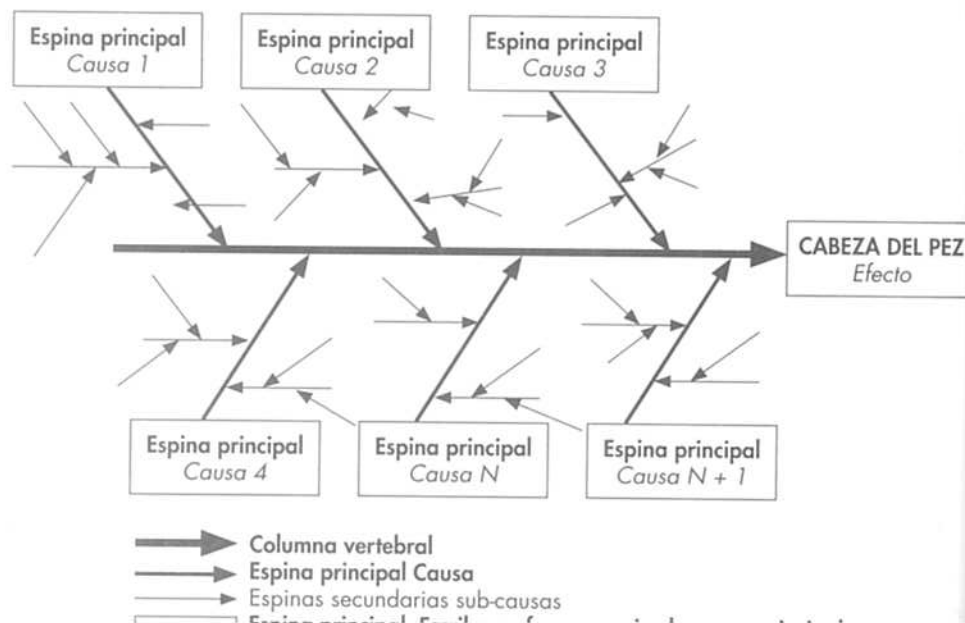 Espina principal
Causa 1
Espina principal
Causa 2
Espina principal
Causa 3
CABEZA DEL PEZ
Efecto
Espina principal
Causa 4
Espina principal
Causa N
Espina principal
Causa N + 1
Columna vertebral
Espina principal Causa
Espinas secundarias sub-causas
Espina principal